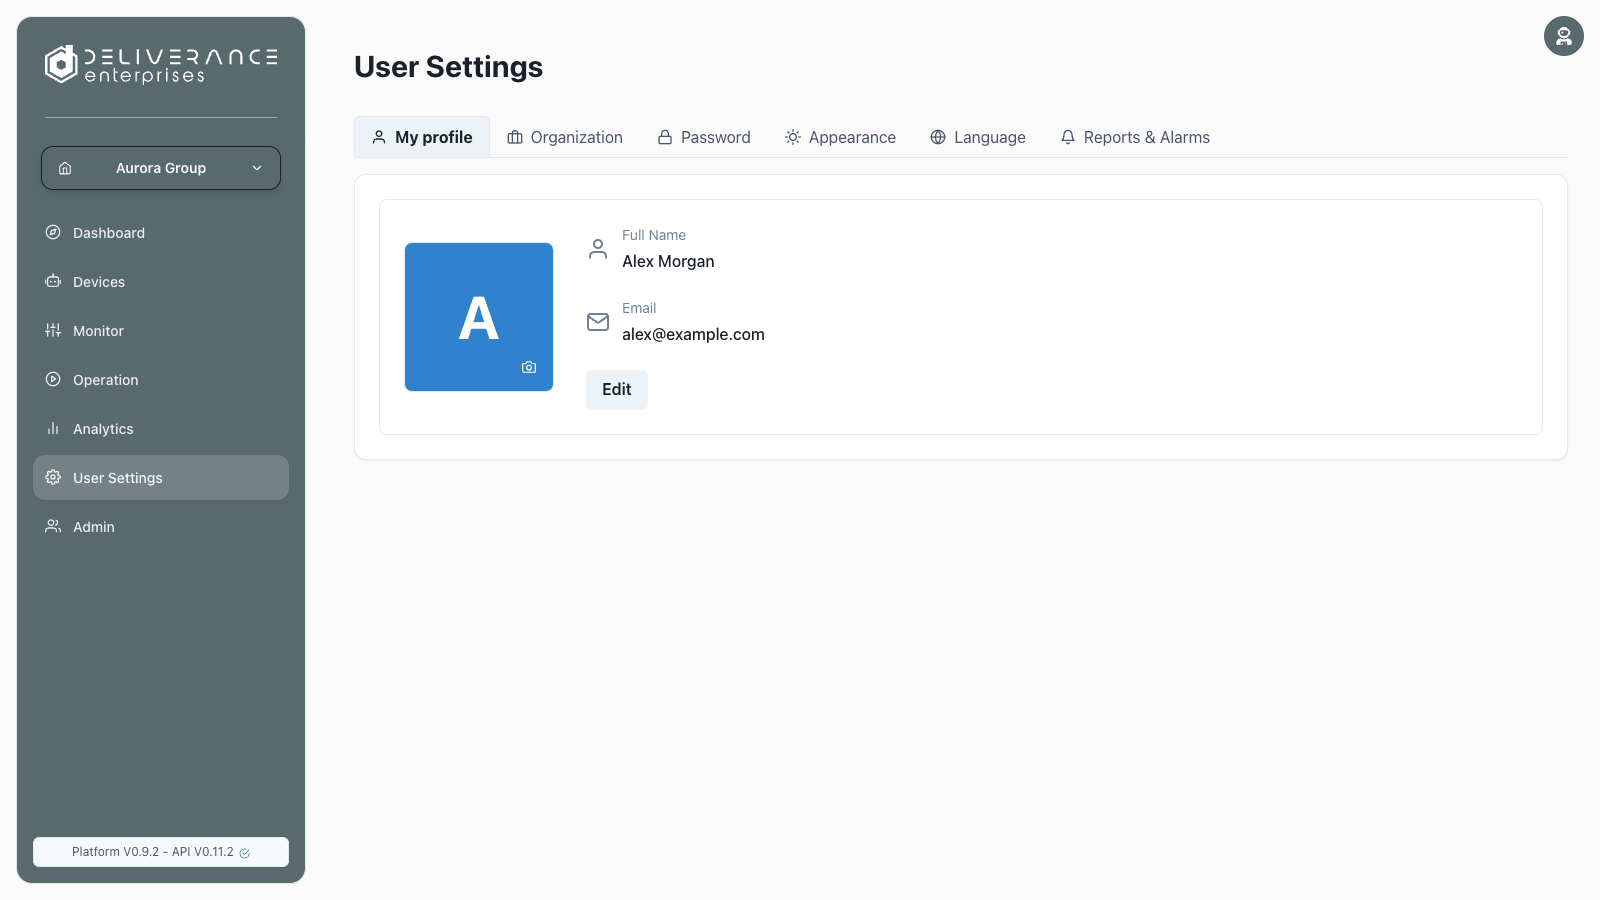 DELIVERANCE
enterprises
Aurora Group
Dashboard
Devices
Monitor
Operation
Analytics
User Settings
Admin
Platform V0.9.2 - API V0.11.2
User Settings
My profile
Organization
Password
Appearance
Language
Reports & Alarms
A
Full Name
Alex Morgan
Email
alex@example.com
Edit